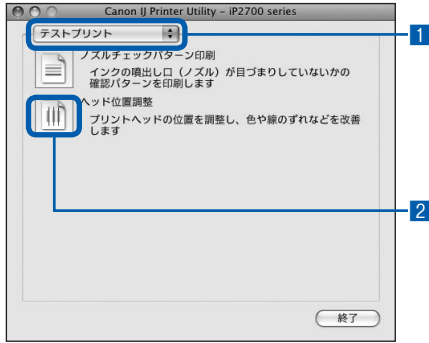 Canon IJ Printer Utility – iP2700 series
テストプリント
1
ノズルチェックパターン印刷
インクの噴出し口（ノズル）が目づまりしていないかの
確認パターンを印刷します
ヘッド位置調整
プリントヘッドの位置を調整し、色や線のずれなどを改善
します
2
終了